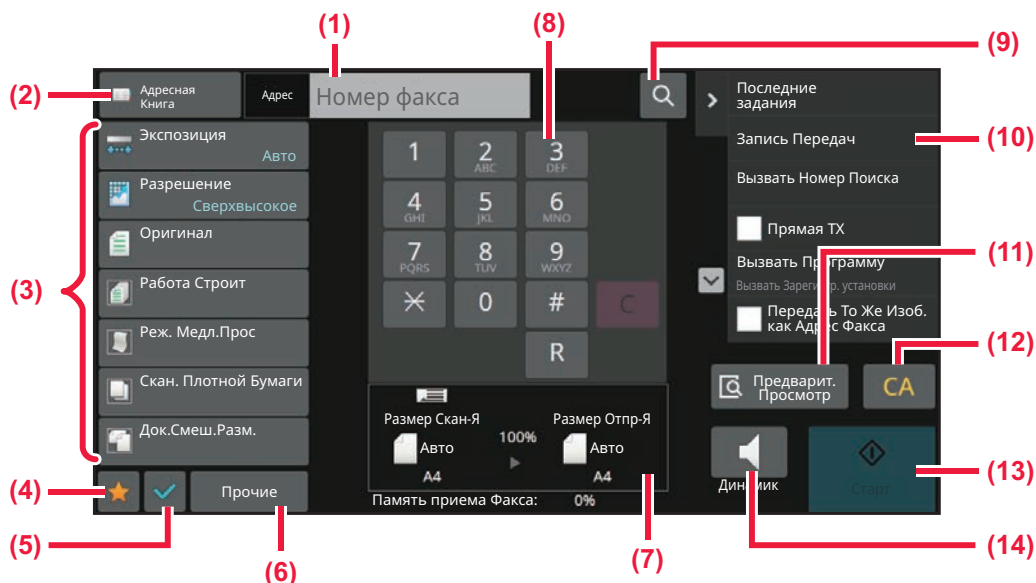 (1)
(8)
(9)
(2)
Адресная
Книга
Адрес
Номер факса
Последние
задания
(10)
Запись Передач
Вызвать Номер Поиска
Прямая TX
(11)
Вызвать Программу
Вызвать Зарегистр. установки
Передать То Же Изоб.
как Адрес Факса
(12)
(3)
Экспозиция
Авто
Разрешение
Сверхвысокое
Оригинал
Работа Строит
Реж. Медл.Прос
Скан. Плотной Бумаги
Док.Смеш.Разм.
1
2
ABC
3
DEF
4
GHI
5
JKL
6
MNO
7
PQRS
8
TUV
9
WXYZ
0
#
C
R
Предварит.
Просмотр
CA
Размер Скан-Я
Размер Отпр-Я
Авто
100%
Авто
A4
A4
Память приема Факса:
0%
Динамик
Старт
(13)
(4)
Прочие
(5)
(6)
(7)
(14)